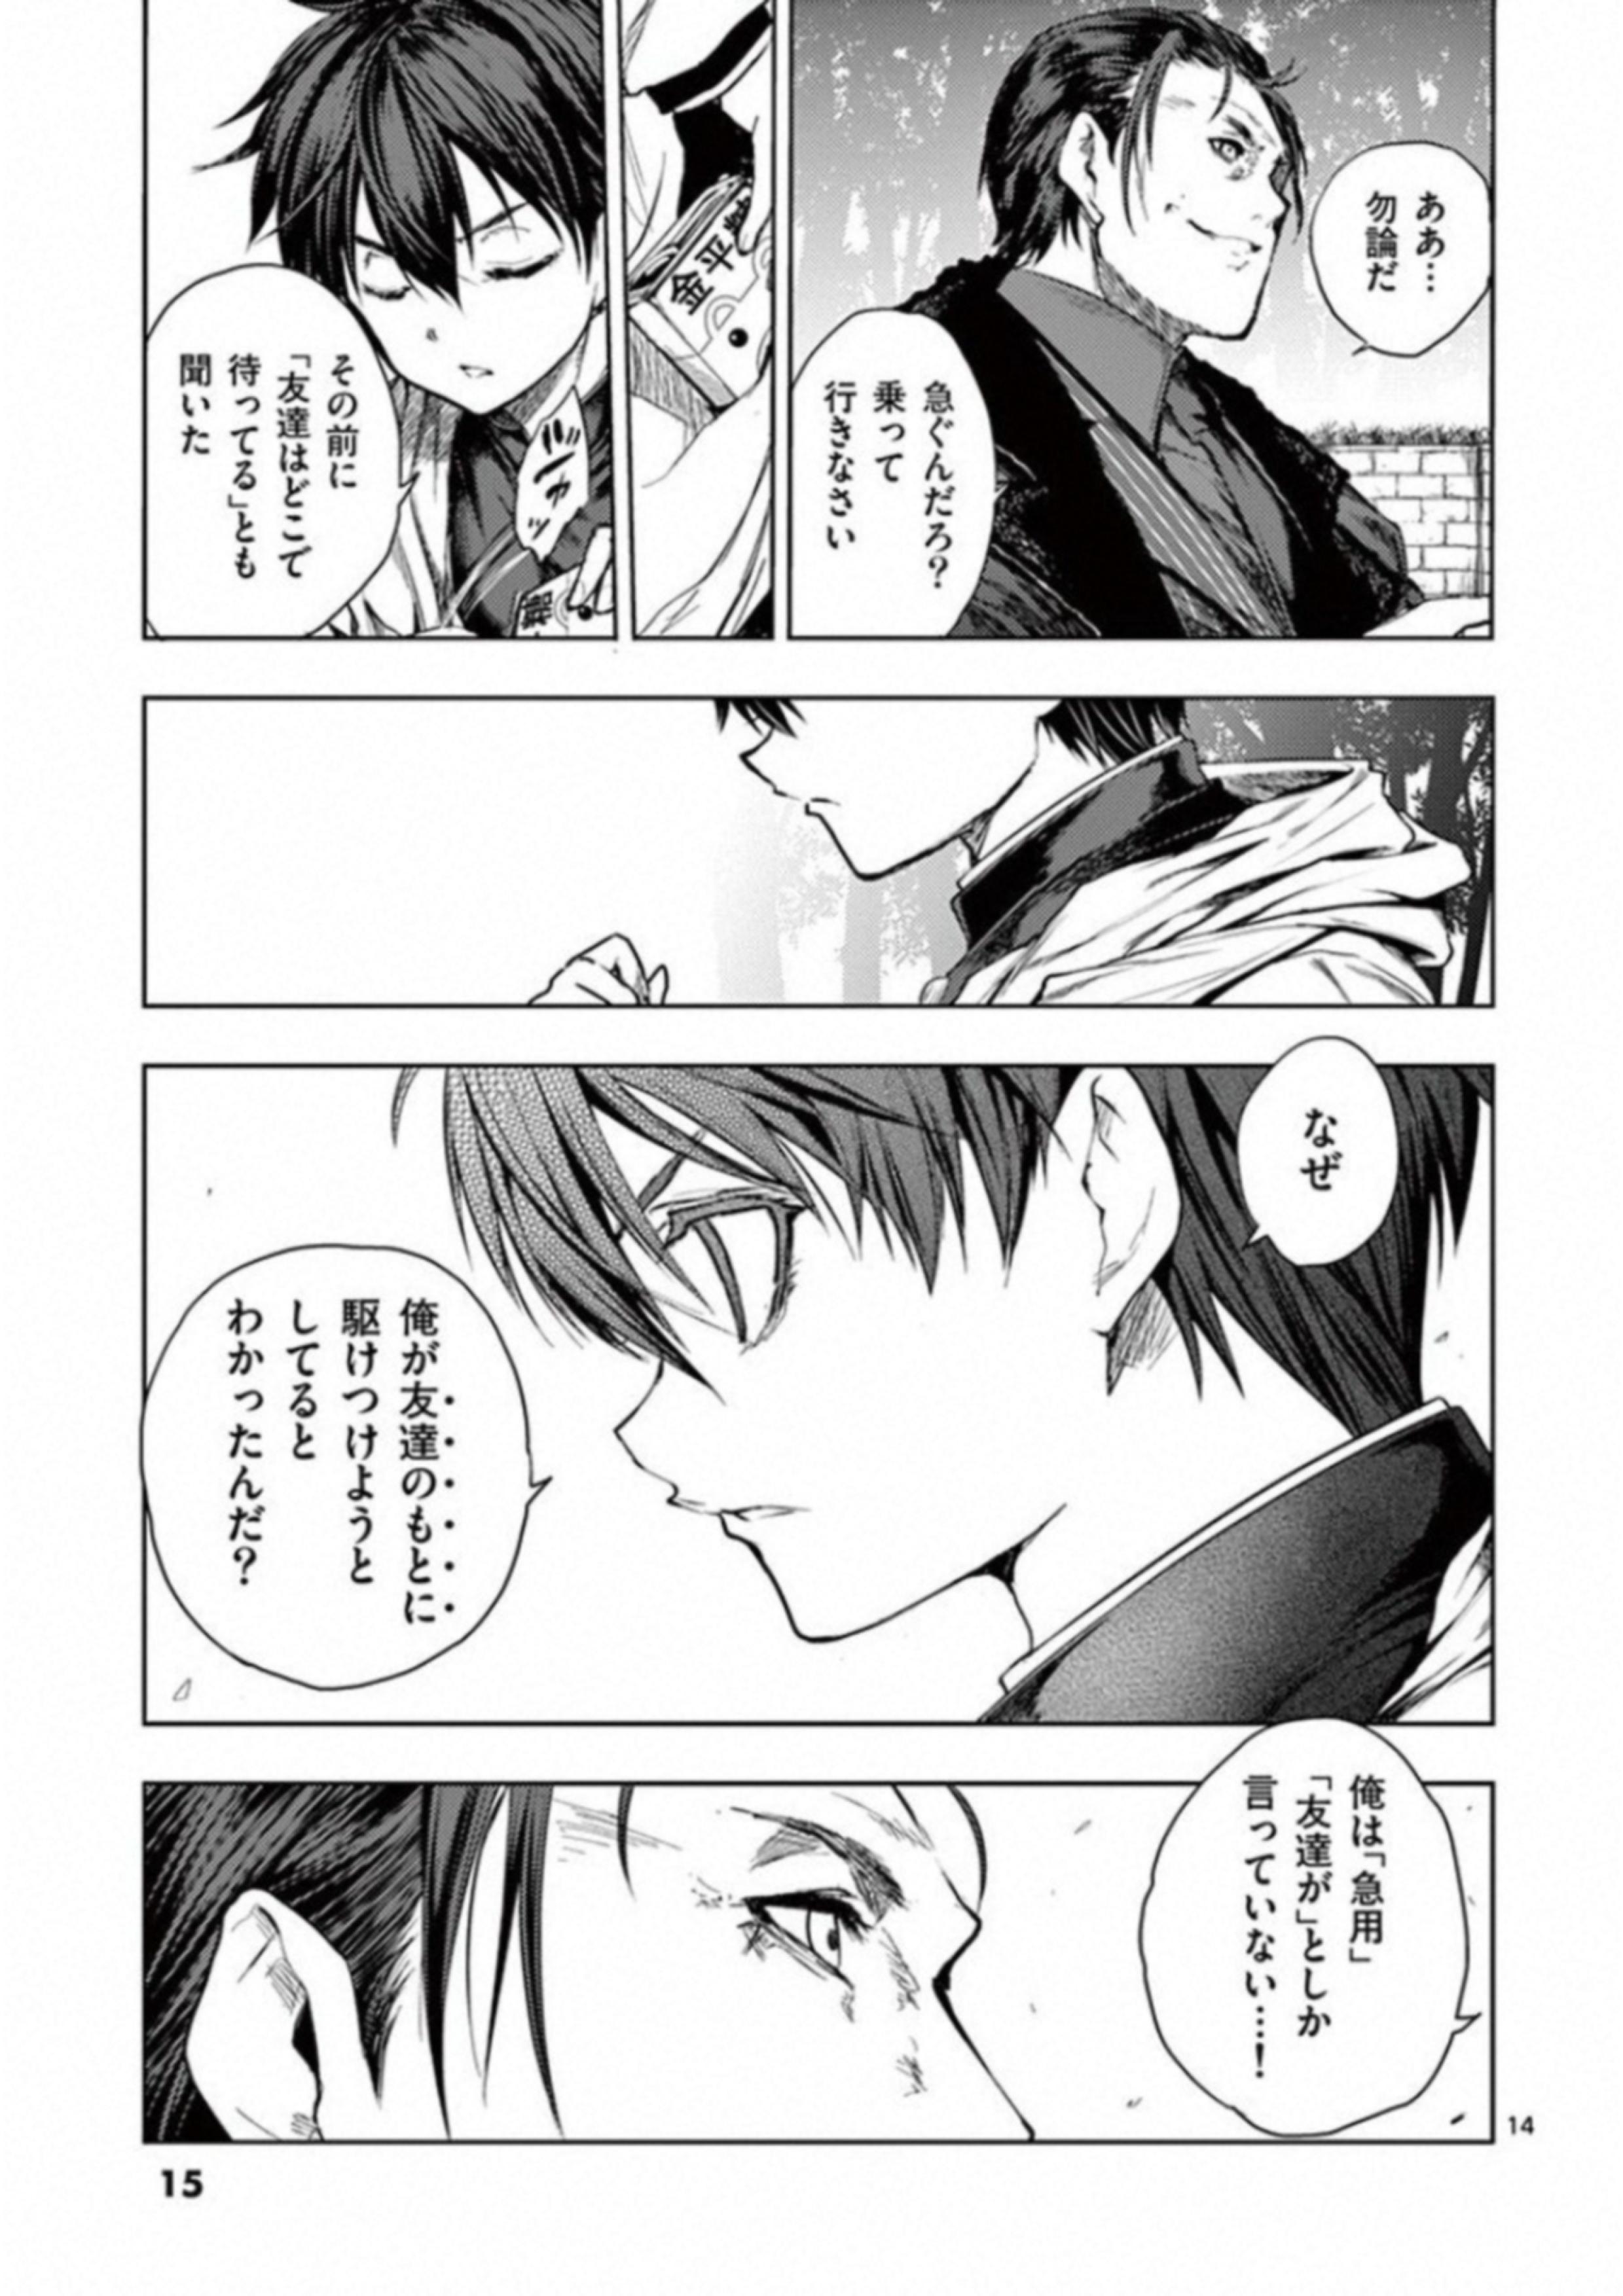 ああ…
勿論だ
急ぐんだろ？
乗って
行きなさい
金平糖
その前に
「友達はどこで
待ってる」とも
聞いた
なぜ
俺が友達のもとに
駆けつけようと
してると
わかったんだ？
俺は「急用」
「友達が」としか
言っていない…！
14
15